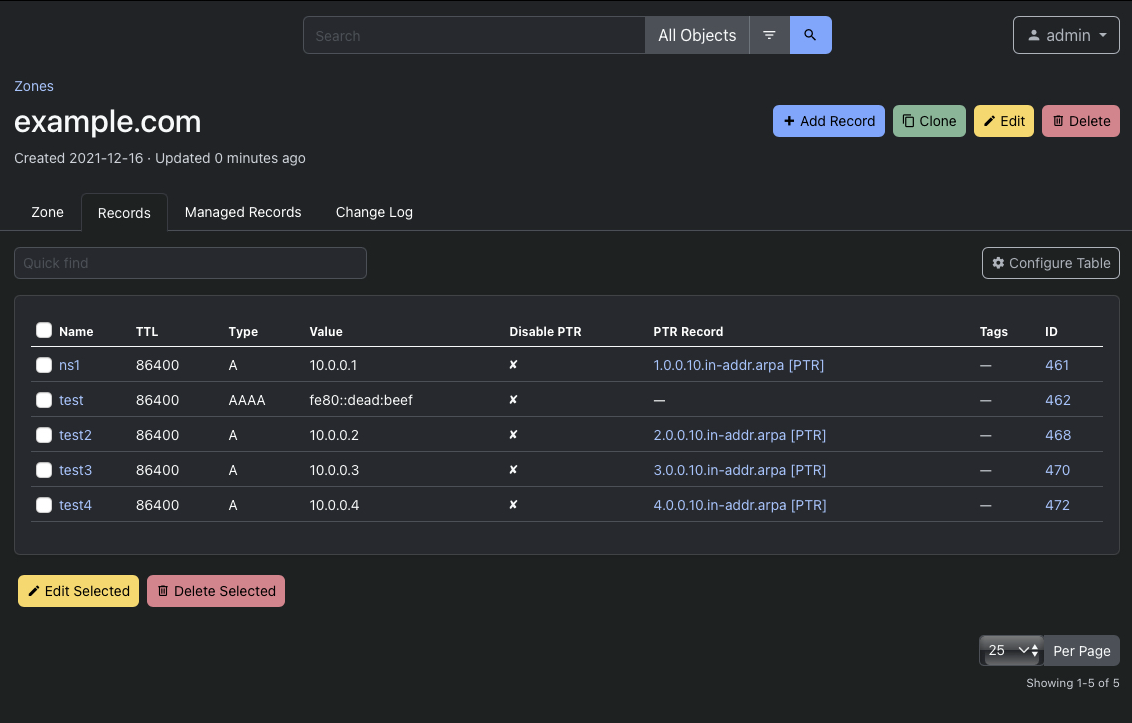 Search All Objects admin
Zones
example.com
Add Record Clone Edit Delete
Created 2021-12-16 · Updated 0 minutes ago
Zone Records Managed Records Change Log
Quick find Configure Table
Name TTL Type Value Disable PTR PTR Record Tags ID
ns1 86400 A 10.0.0.1 ✘ 1.0.0.10.in-addr.arpa [PTR] — 461
test 86400 AAAA fe80::dead:beef ✘ — — 462
test2 86400 A 10.0.0.2 ✘ 2.0.0.10.in-addr.arpa [PTR] — 468
test3 86400 A 10.0.0.3 ✘ 3.0.0.10.in-addr.arpa [PTR] — 470
test4 86400 A 10.0.0.4 ✘ 4.0.0.10.in-addr.arpa [PTR] — 472
Edit Selected Delete Selected
25 Per Page
Showing 1-5 of 5